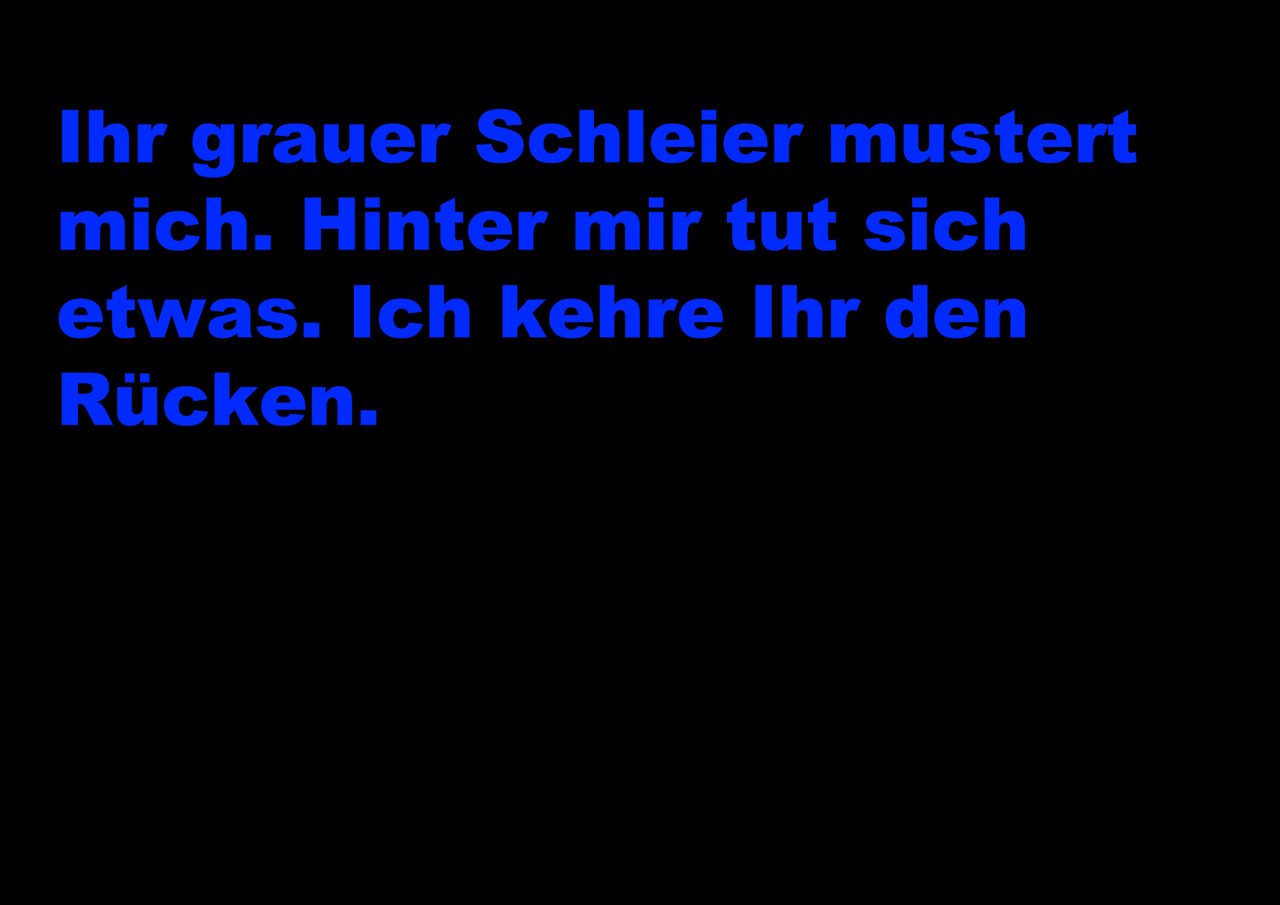 Ihr grauer Schleier mustert
mich. Hinter mir tut sich
etwas. Ich kehre Ihr den
Rücken.